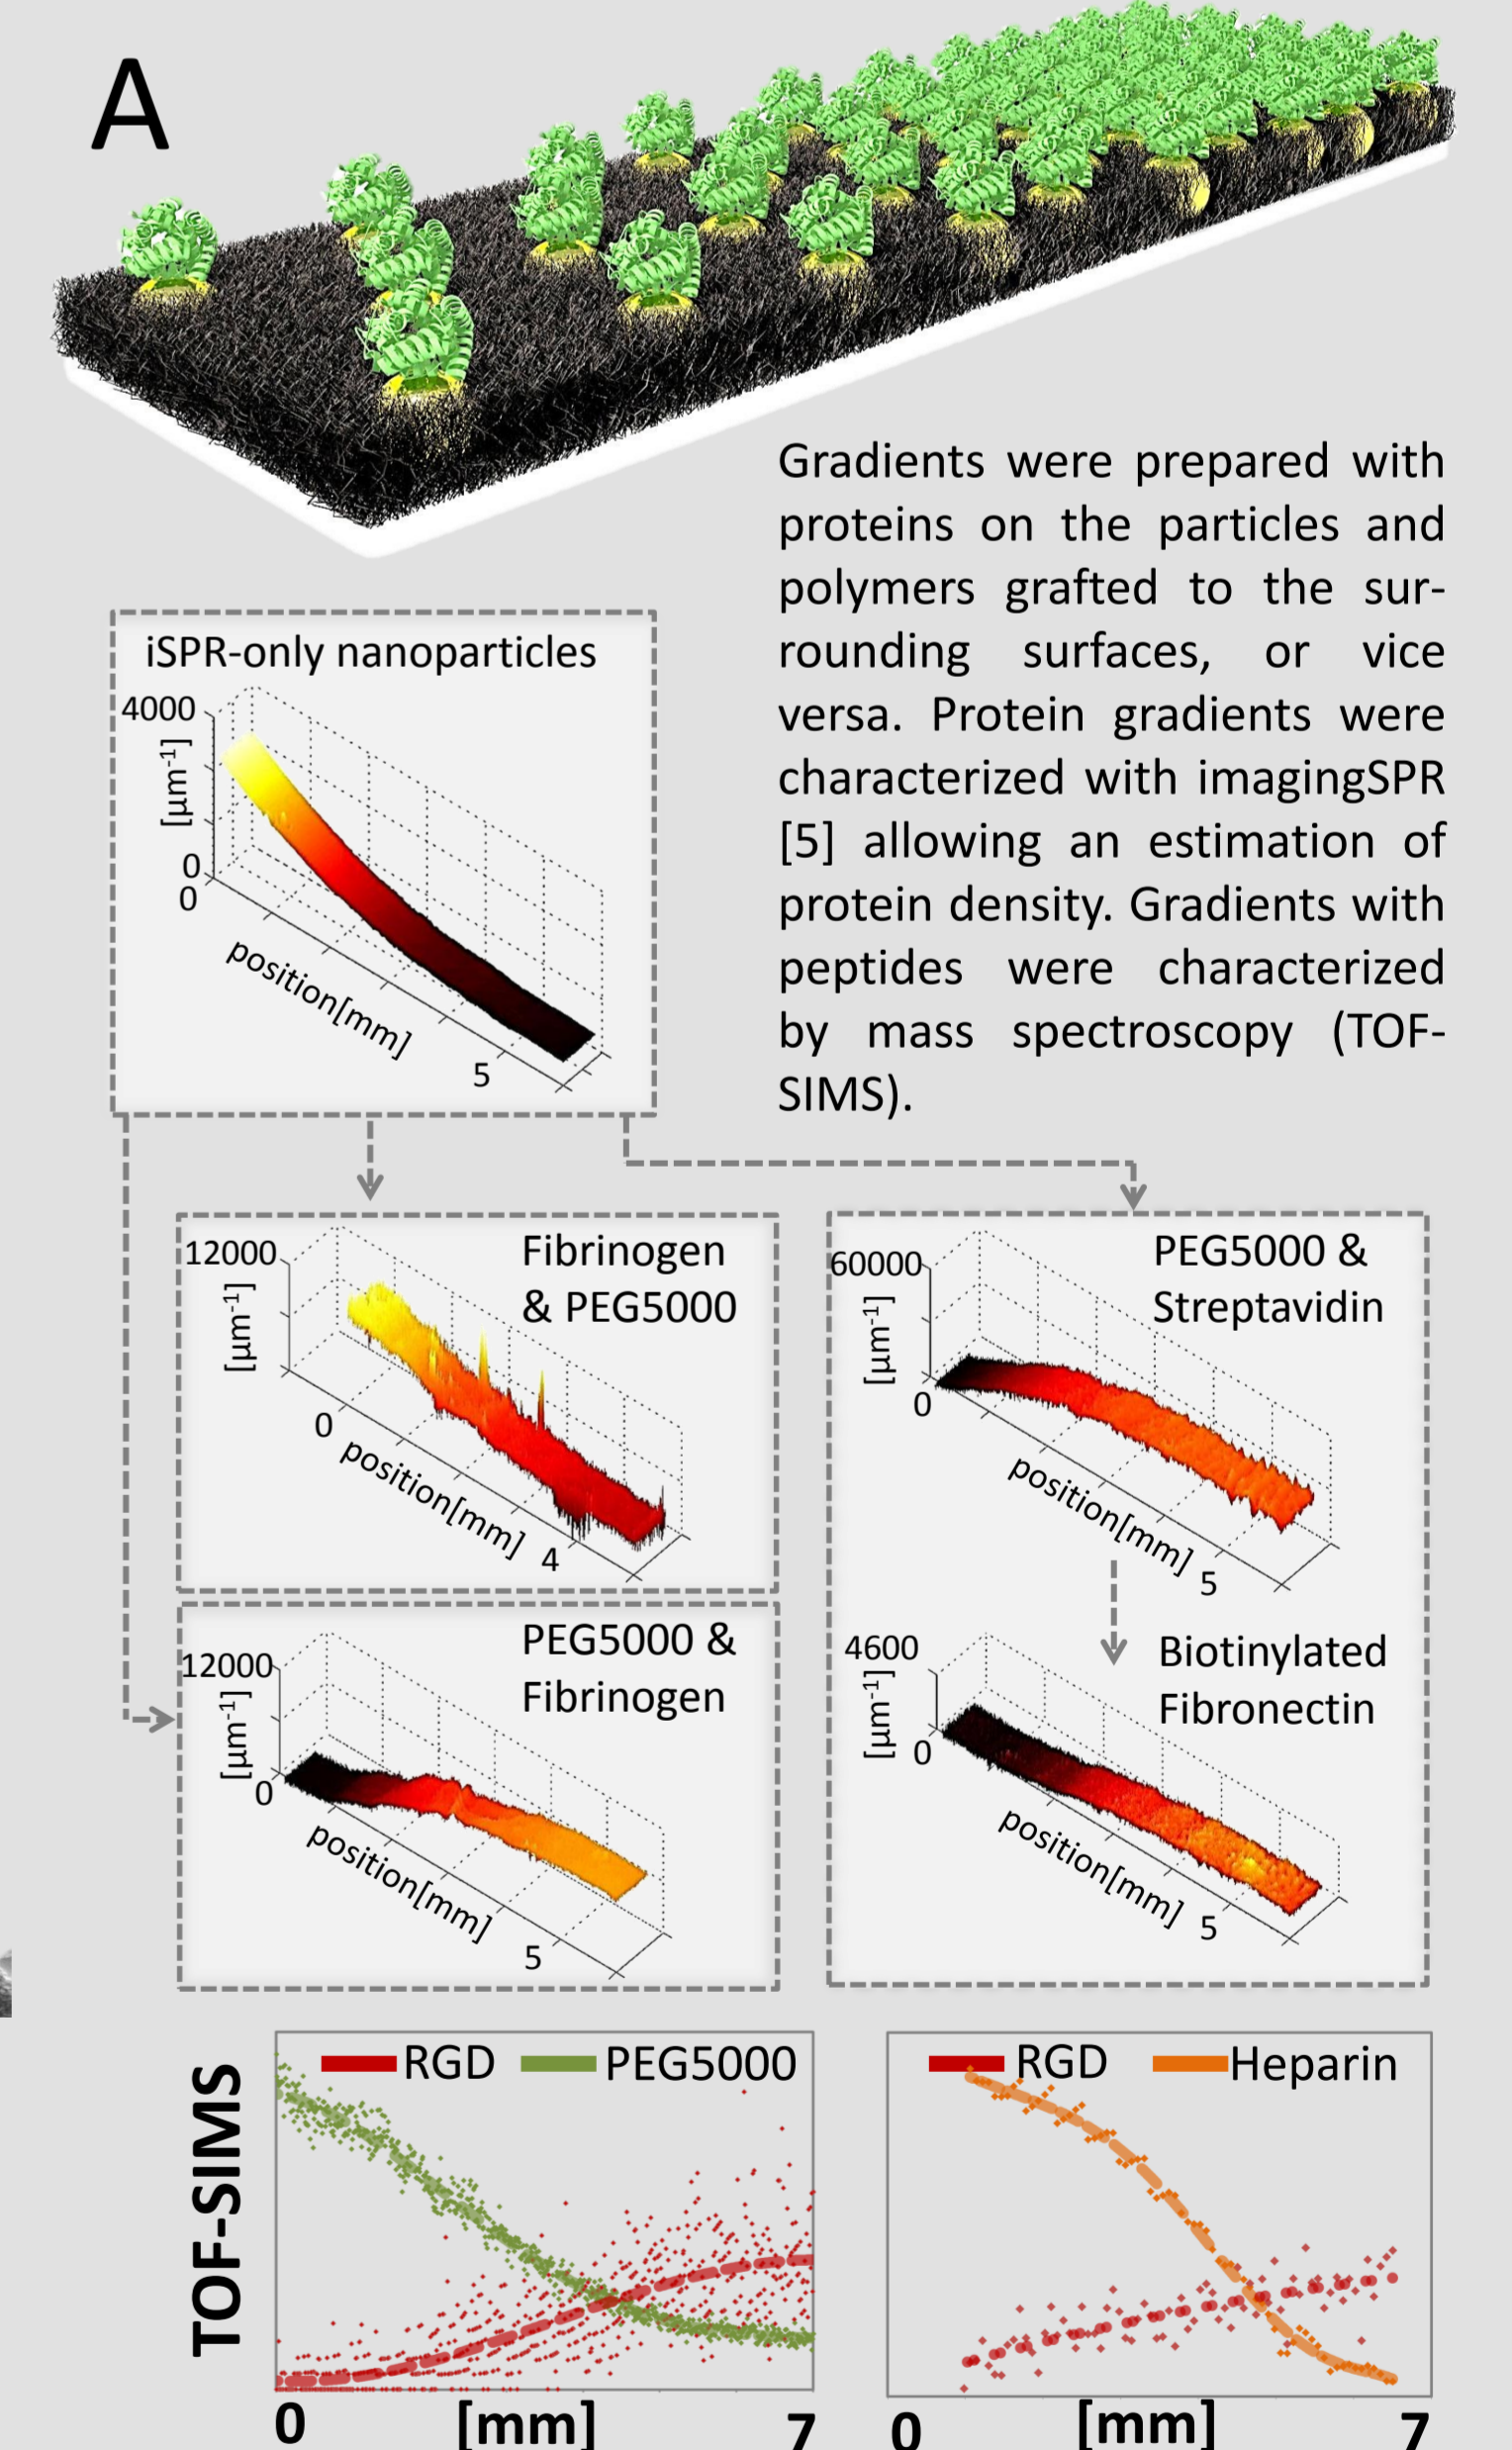 A
Gradients were prepared with
proteins on the particles and
polymers grafted to the sur-
rounding surfaces, or vice
versa. Protein gradients were
characterized with imagingSPR
[5] allowing an estimation of
protein density. Gradients with
peptides were characterized
by mass spectroscopy (TOF-
SIMS).
iSPR-only nanoparticles
4000
[µm⁻¹]
0
0
position[mm]
5
Fibrinogen
& PEG5000
12000
[µm⁻¹]
0
position[mm]
4
PEG5000 &
Streptavidin
60000
[µm⁻¹]
0
position[mm]
5
PEG5000 &
Fibrinogen
12000
[µm⁻¹]
0
position[mm]
5
Biotinylated
Fibronectin
4600
[µm⁻¹]
0
position[mm]
5
TOF-SIMS
RGD PEG5000
0 [mm] 7
RGD Heparin
0 [mm] 7